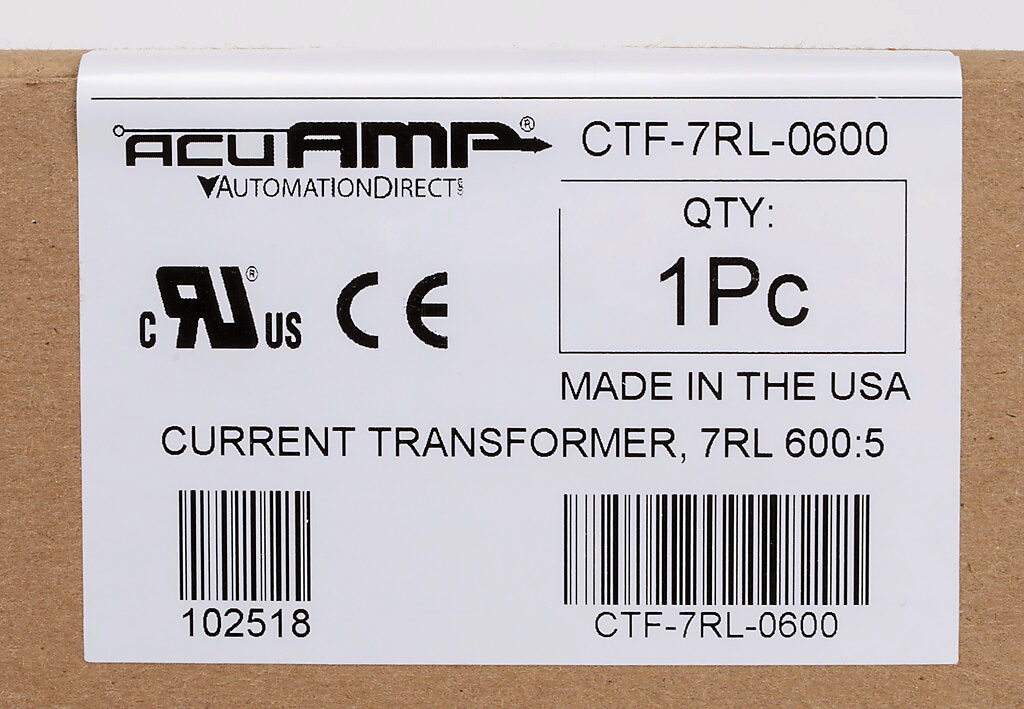 ACUAMP® CTF-7RL-0600
AUTOMATIONDIRECT
QTY:
1Pc
C RU® US CE
MADE IN THE USA
CURRENT TRANSFORMER, 7RL 600:5
102518
CTF-7RL-0600